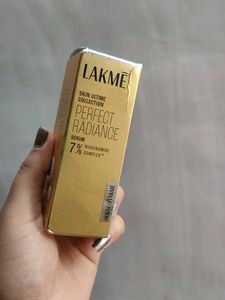 LAKMĒ
SKIN ULTIME
COLLECTION
PERFECT
RADIANCE
SERUM
7% NIACINAMIDE
COMPLEX™